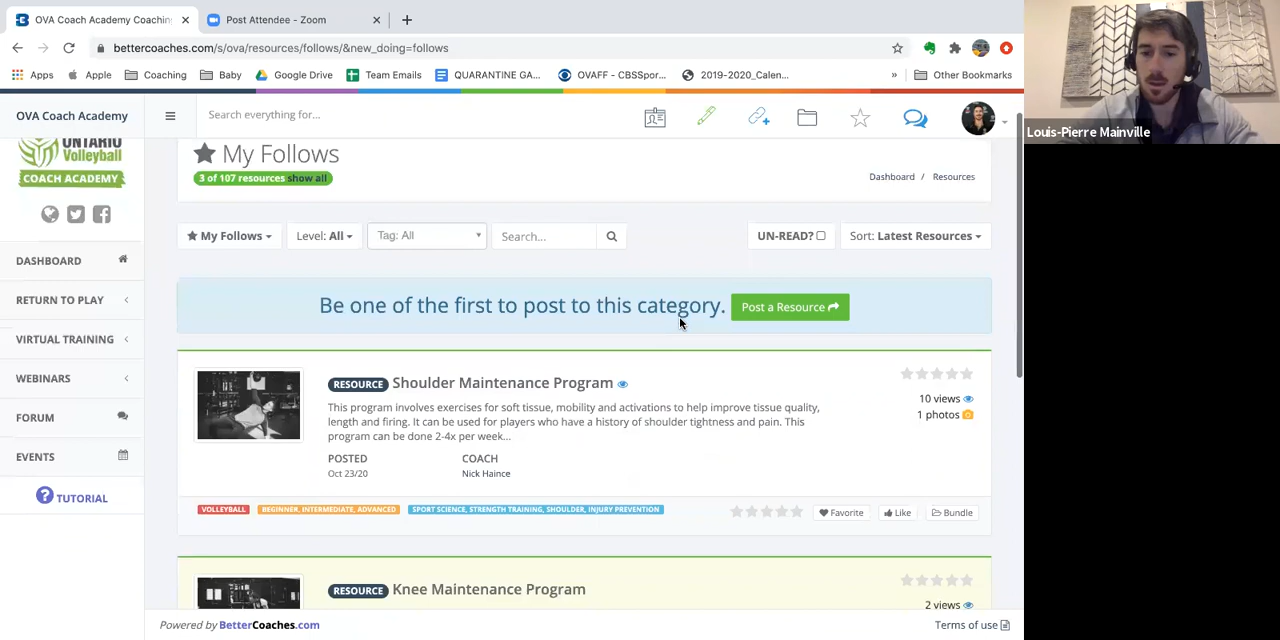 OVA Coach Academy Coaching
Post Attendee - Zoom
bettercoaches.com/s/ova/resources/follows/&new_doing=follows
Apps
Apple
Coaching
Baby
Google Drive
Team Emails
QUARANTINE GA...
OVAFF - CBSSpor...
2019-2020_Calen...
»
Other Bookmarks
OVA Coach Academy
Search everything for...
Louis-Pierre Mainville
ONTARIO
Volleyball
COACH ACADEMY
My Follows
3 of 107 resources show all
Dashboard / Resources
My Follows
Level: All
Tag: All
Search...
UN-READ?
Sort: Latest Resources
DASHBOARD
RETURN TO PLAY
VIRTUAL TRAINING
WEBINARS
FORUM
EVENTS
? TUTORIAL
Be one of the first to post to this category.
Post a Resource
RESOURCE Shoulder Maintenance Program
This program involves exercises for soft tissue, mobility and activations to help improve tissue quality,
length and firing. It can be used for players who have a history of shoulder tightness and pain. This
program can be done 2-4x per week...
10 views
1 photos
POSTED
COACH
Oct 23/20
Nick Haince
VOLLEYBALL
BEGINNER, INTERMEDIATE, ADVANCED
SPORT SCIENCE, STRENGTH TRAINING, SHOULDER, INJURY PREVENTION
Favorite
Like
Bundle
RESOURCE Knee Maintenance Program
2 views
Powered by BetterCoaches.com
Terms of use